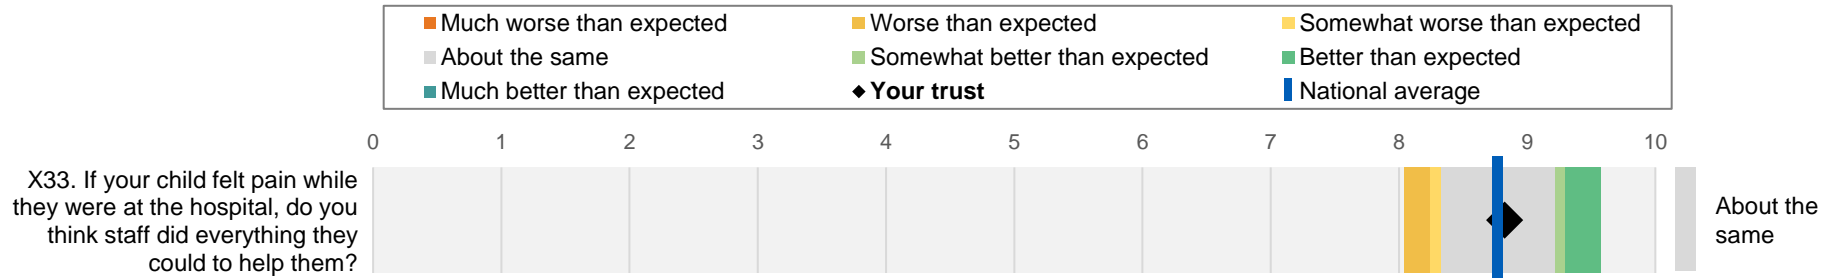 Much worse than expected
Worse than expected
Somewhat worse than expected
About the same
Somewhat better than expected
Better than expected
Much better than expected
Your trust
National average
0 1 2 3 4 5 6 7 8 9 10
X33. If your child felt pain while
they were at the hospital, do you
think staff did everything they
could to help them?
About the
same